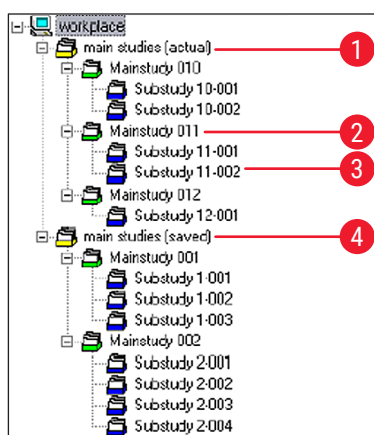 workplace
main studies (actual) 1
Mainstudy 010
Substudy 10-001
Substudy 10-002
Mainstudy 011 2
Substudy 11-001
Substudy 11-002 3
Mainstudy 012
Substudy 12-001
main studies (saved) 4
Mainstudy 001
Substudy 1-001
Substudy 1-002
Substudy 1-003
Mainstudy 002
Substudy 2-001
Substudy 2-002
Substudy 2-003
Substudy 2-004